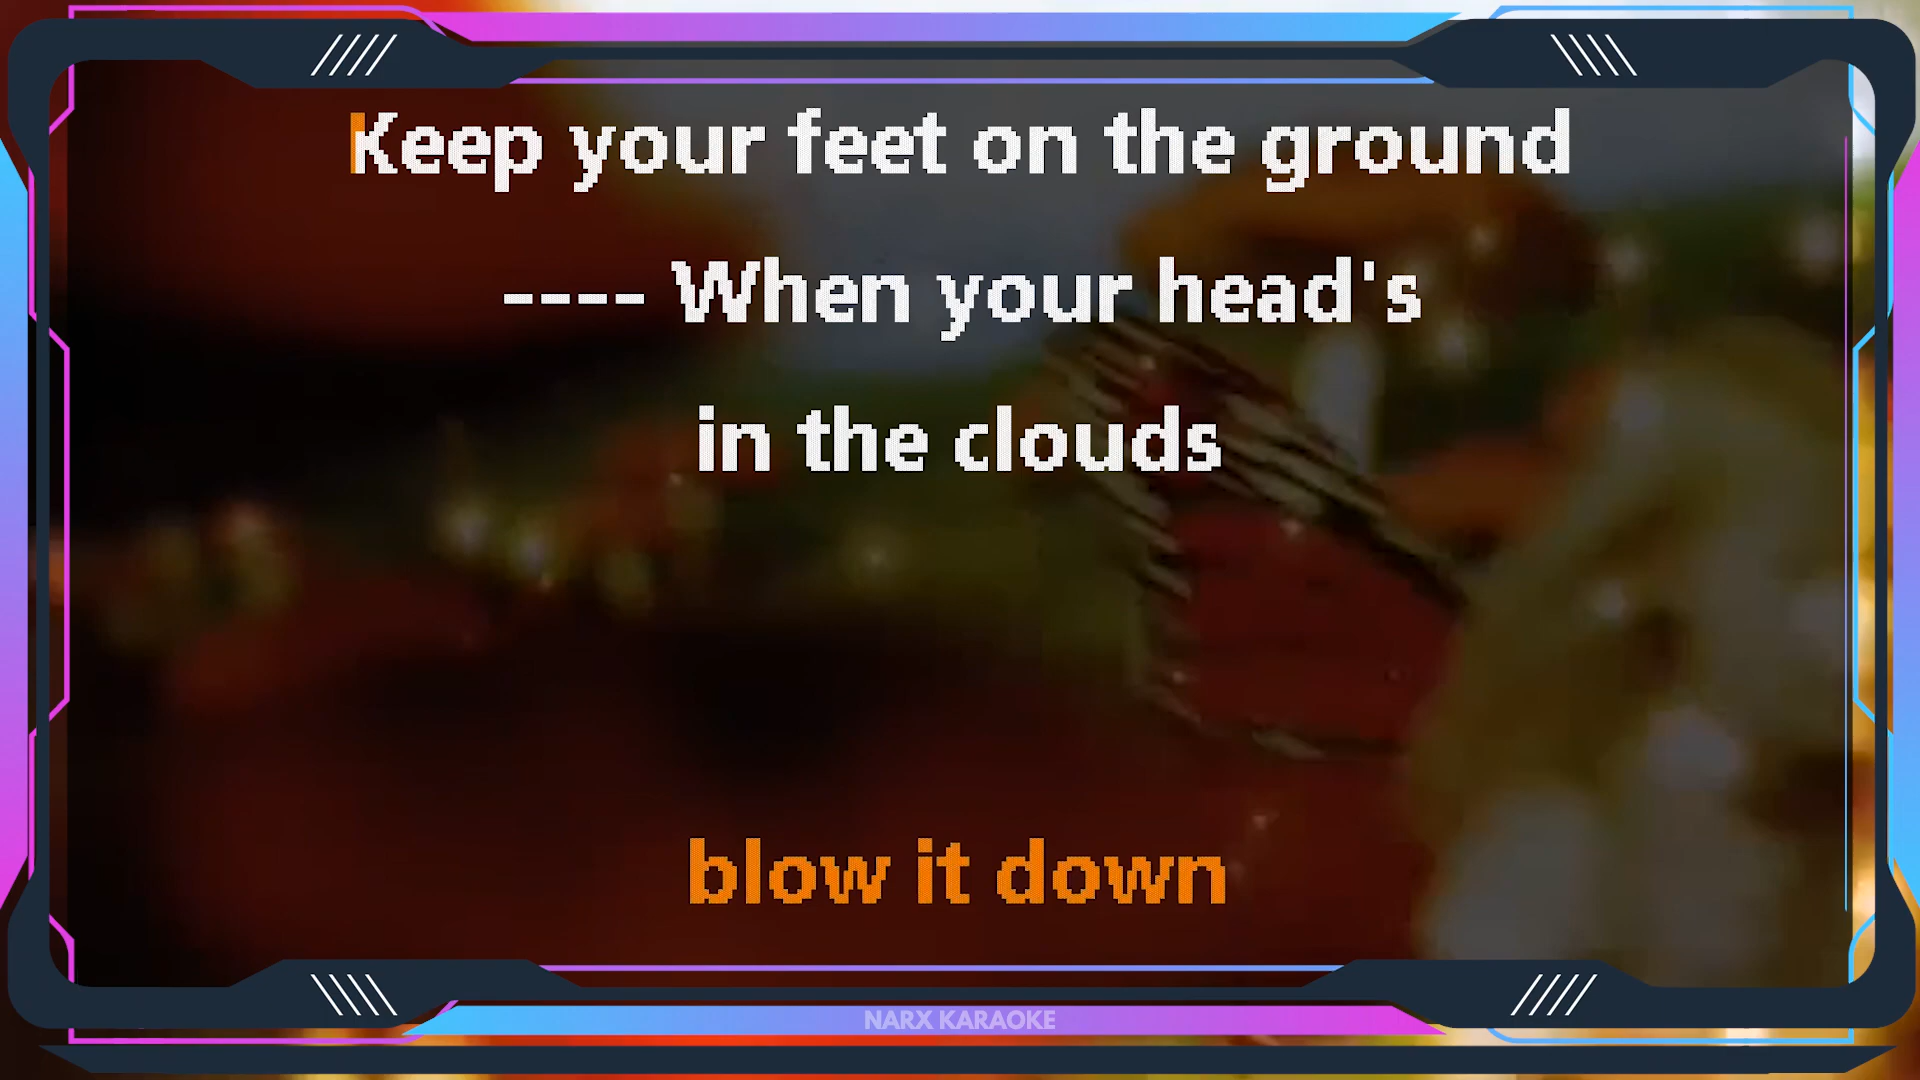 Keep your feet on the ground
---- When your head's
in the clouds
blow it down
NARX KARAOKE